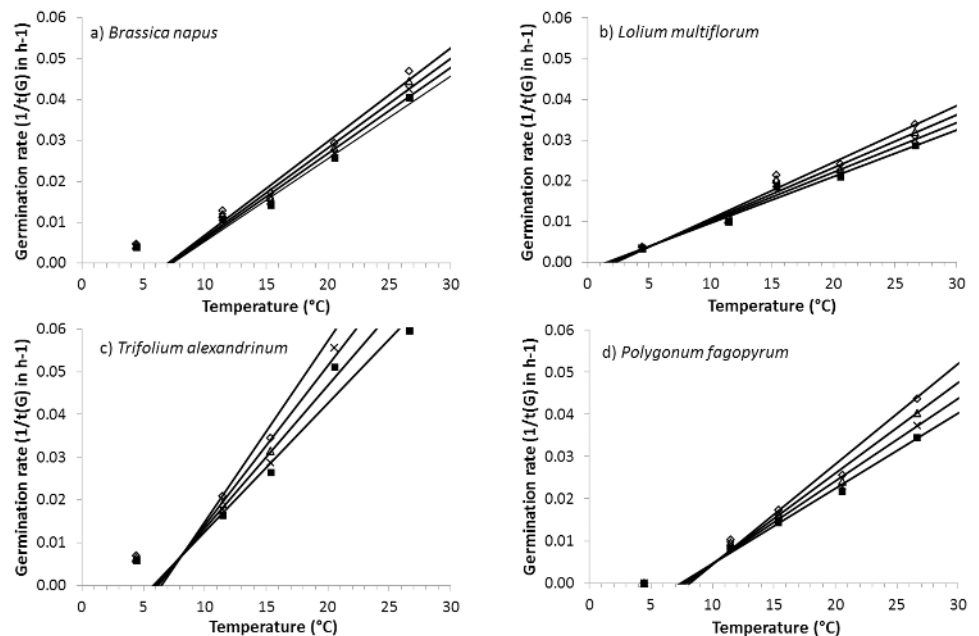 a) Brassica napus
Germination rate (1/t(G) in h-1)
0.06
0.05
0.04
0.03
0.02
0.01
0.00
0 5 10 15 20 25 30
Temperature (°C)
b) Lolium multiflorum
Germination rate (1/t(G) in h-1)
0.06
0.05
0.04
0.03
0.02
0.01
0.00
0 5 10 15 20 25 30
Temperature (°C)
c) Trifolium alexandrinum
Germination rate (1/t(G) in h-1)
0.06
0.05
0.04
0.03
0.02
0.01
0.00
0 5 10 15 20 25 30
Temperature (°C)
d) Polygonum fagopyrum
Germination rate (1/t(G) in h-1)
0.06
0.05
0.04
0.03
0.02
0.01
0.00
0 5 10 15 20 25 30
Temperature (°C)